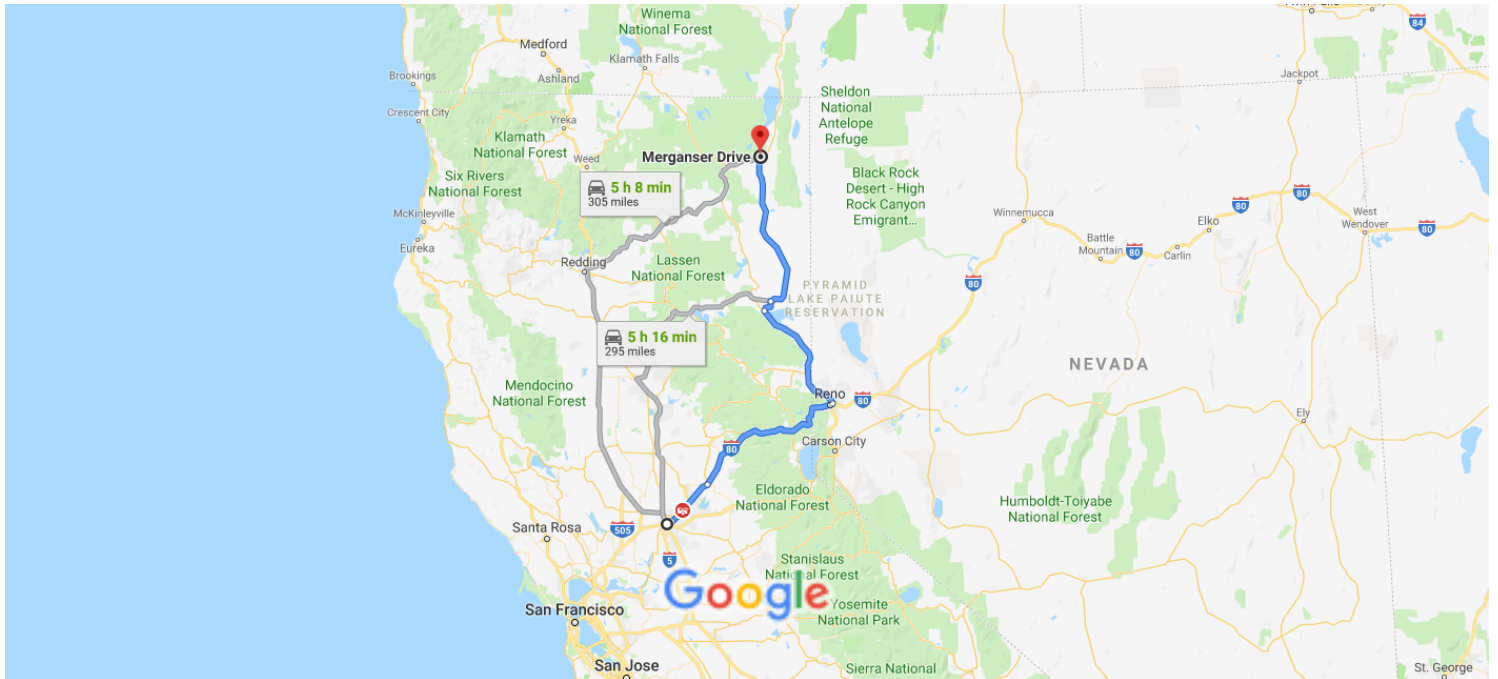 Winema
National Forest
84
Medford
Klamath Falls
Ashland
Jackpot
Brookings
Crescent City
Sheldon
National
Antelope
Refuge
Yreka
Klamath
National Forest
Weed
Merganser Drive
Six Rivers
National Forest
5 h 8 min
305 miles
Black Rock
Desert - High
Rock Canyon
Emigrant...
80
McKinleyville
Winnemucca
Elko
80
West
Wendover
80
Eureka
Battle
Mountain
80
Carlin
Redding
Lassen
National Forest
80
PYRAMID
LAKE PAIUTE
RESERVATION
5 h 16 min
295 miles
NEVADA
Mendocino
National Forest
Reno
80
Ely
Carson City
80
Eldorado
National Forest
Humboldt-Toiyabe
National Forest
Santa Rosa
505
5
Stanislaus
National Forest
Google
San Francisco
Yosemite
National Park
San Jose
Sierra National
St. George